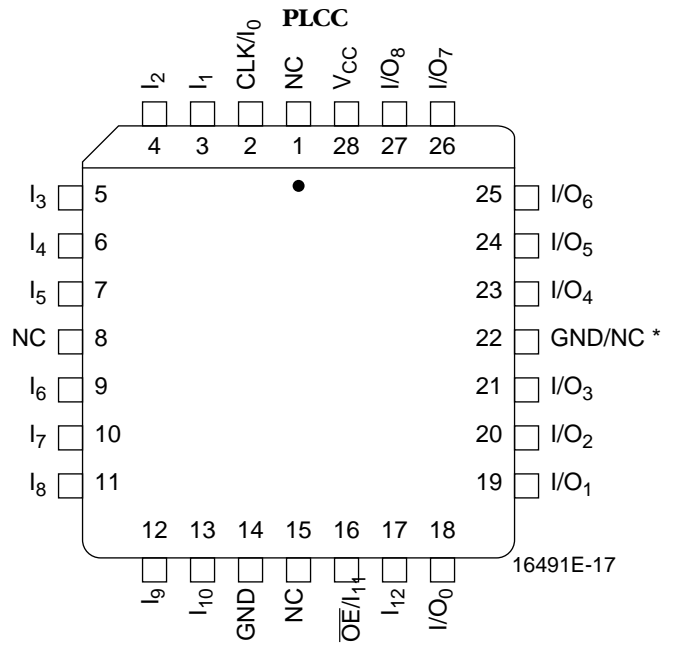 PLCC
I₂ I₁ CLK/I₀ NC V_CC I/O₈ I/O₇
4 3 2 1 28 27 26
I₃ 5 25 I/O₆
I₄ 6 24 I/O₅
I₅ 7 23 I/O₄
NC 8 22 GND/NC *
I₆ 9 21 I/O₃
I₇ 10 20 I/O₂
I₈ 11 19 I/O₁
12 13 14 15 16 17 18
16491E-17
I₉ I₁₀ GND NC O̅E̅/I₁₁ I₁₂ I/O₀